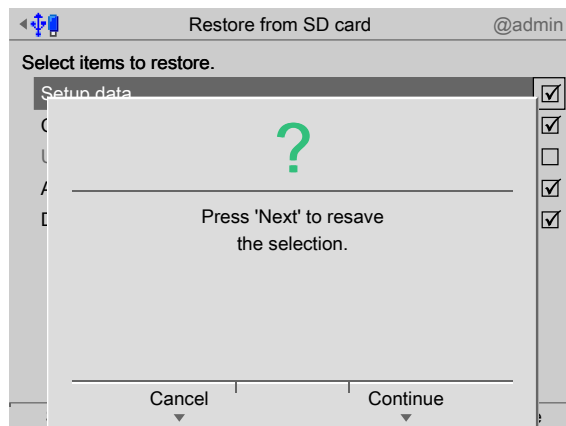 Restore from SD card @admin
Select items to restore.
Setup data
?
Press 'Next' to resave
the selection.
Cancel Continue